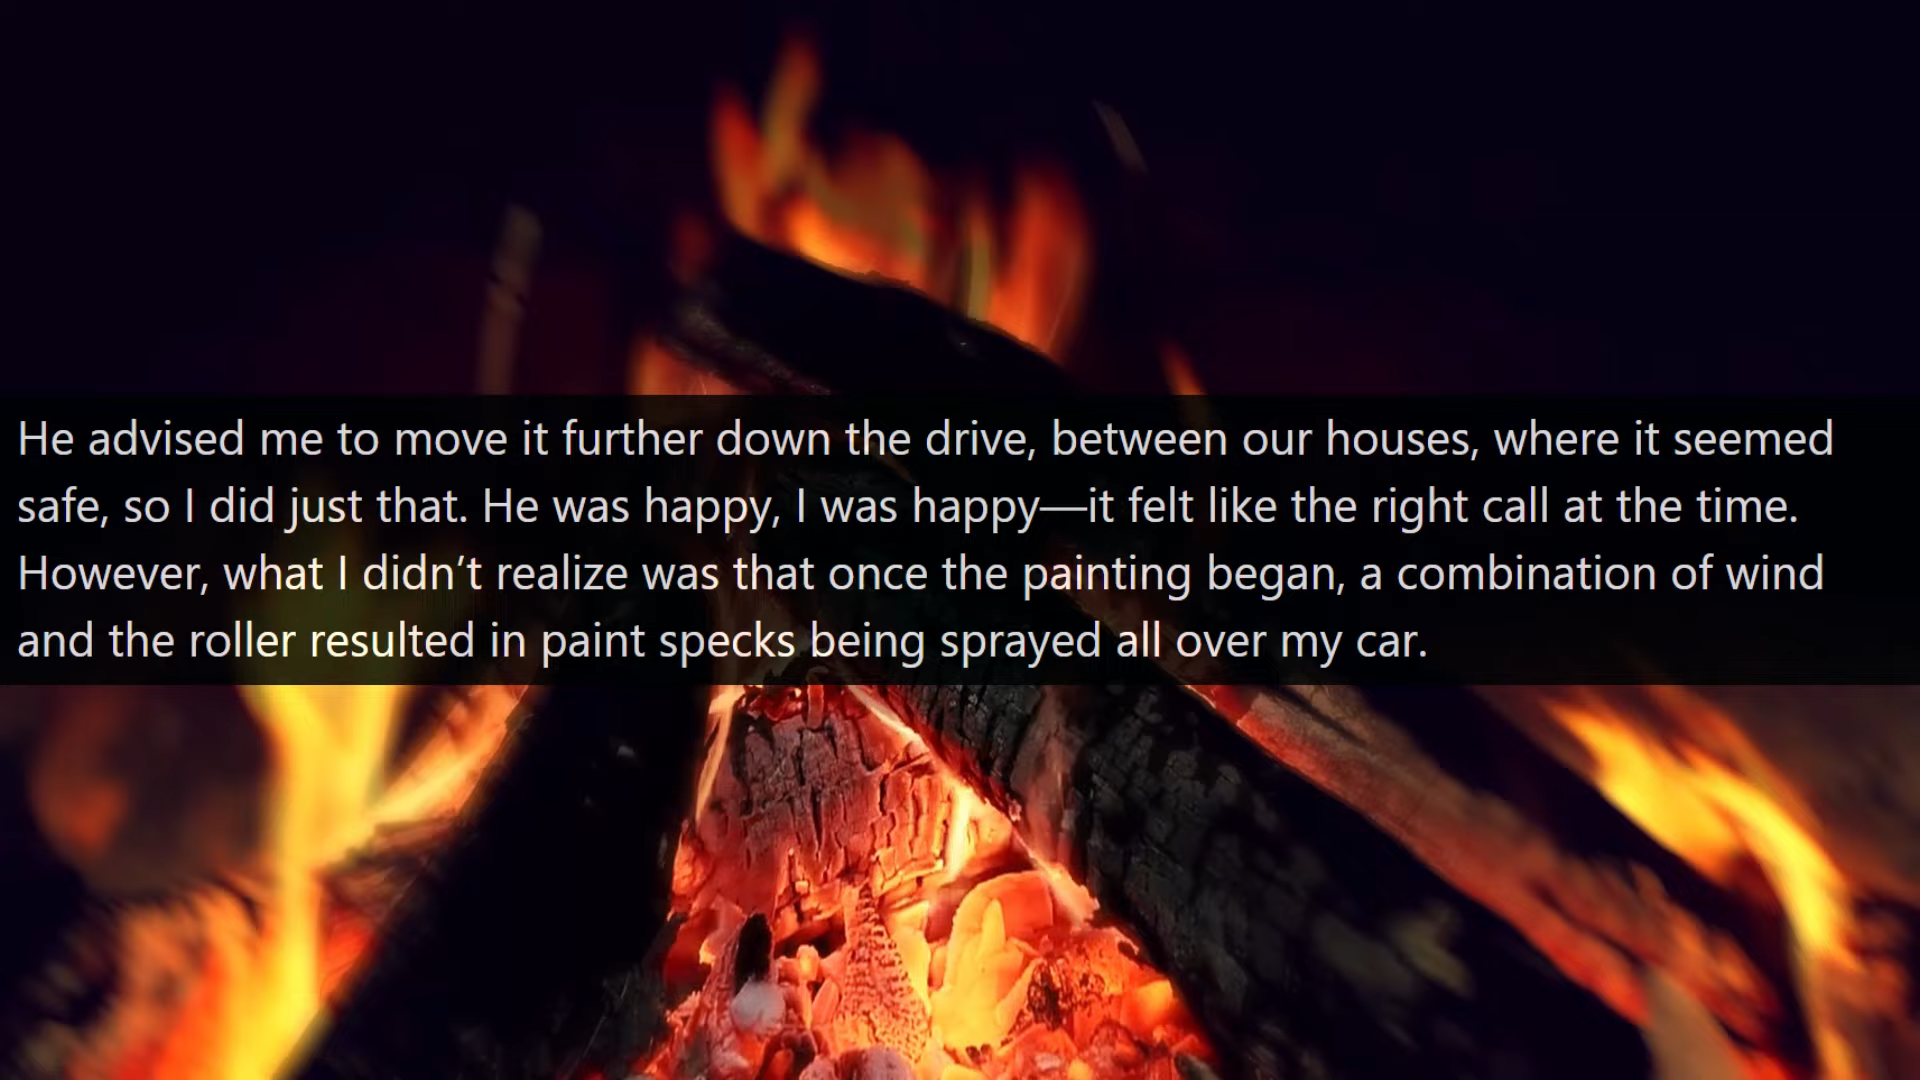 He advised me to move it further down the drive, between our houses, where it seemed
safe, so I did just that. He was happy, I was happy—it felt like the right call at the time.
However, what I didn’t realize was that once the painting began, a combination of wind
and the roller resulted in paint specks being sprayed all over my car.